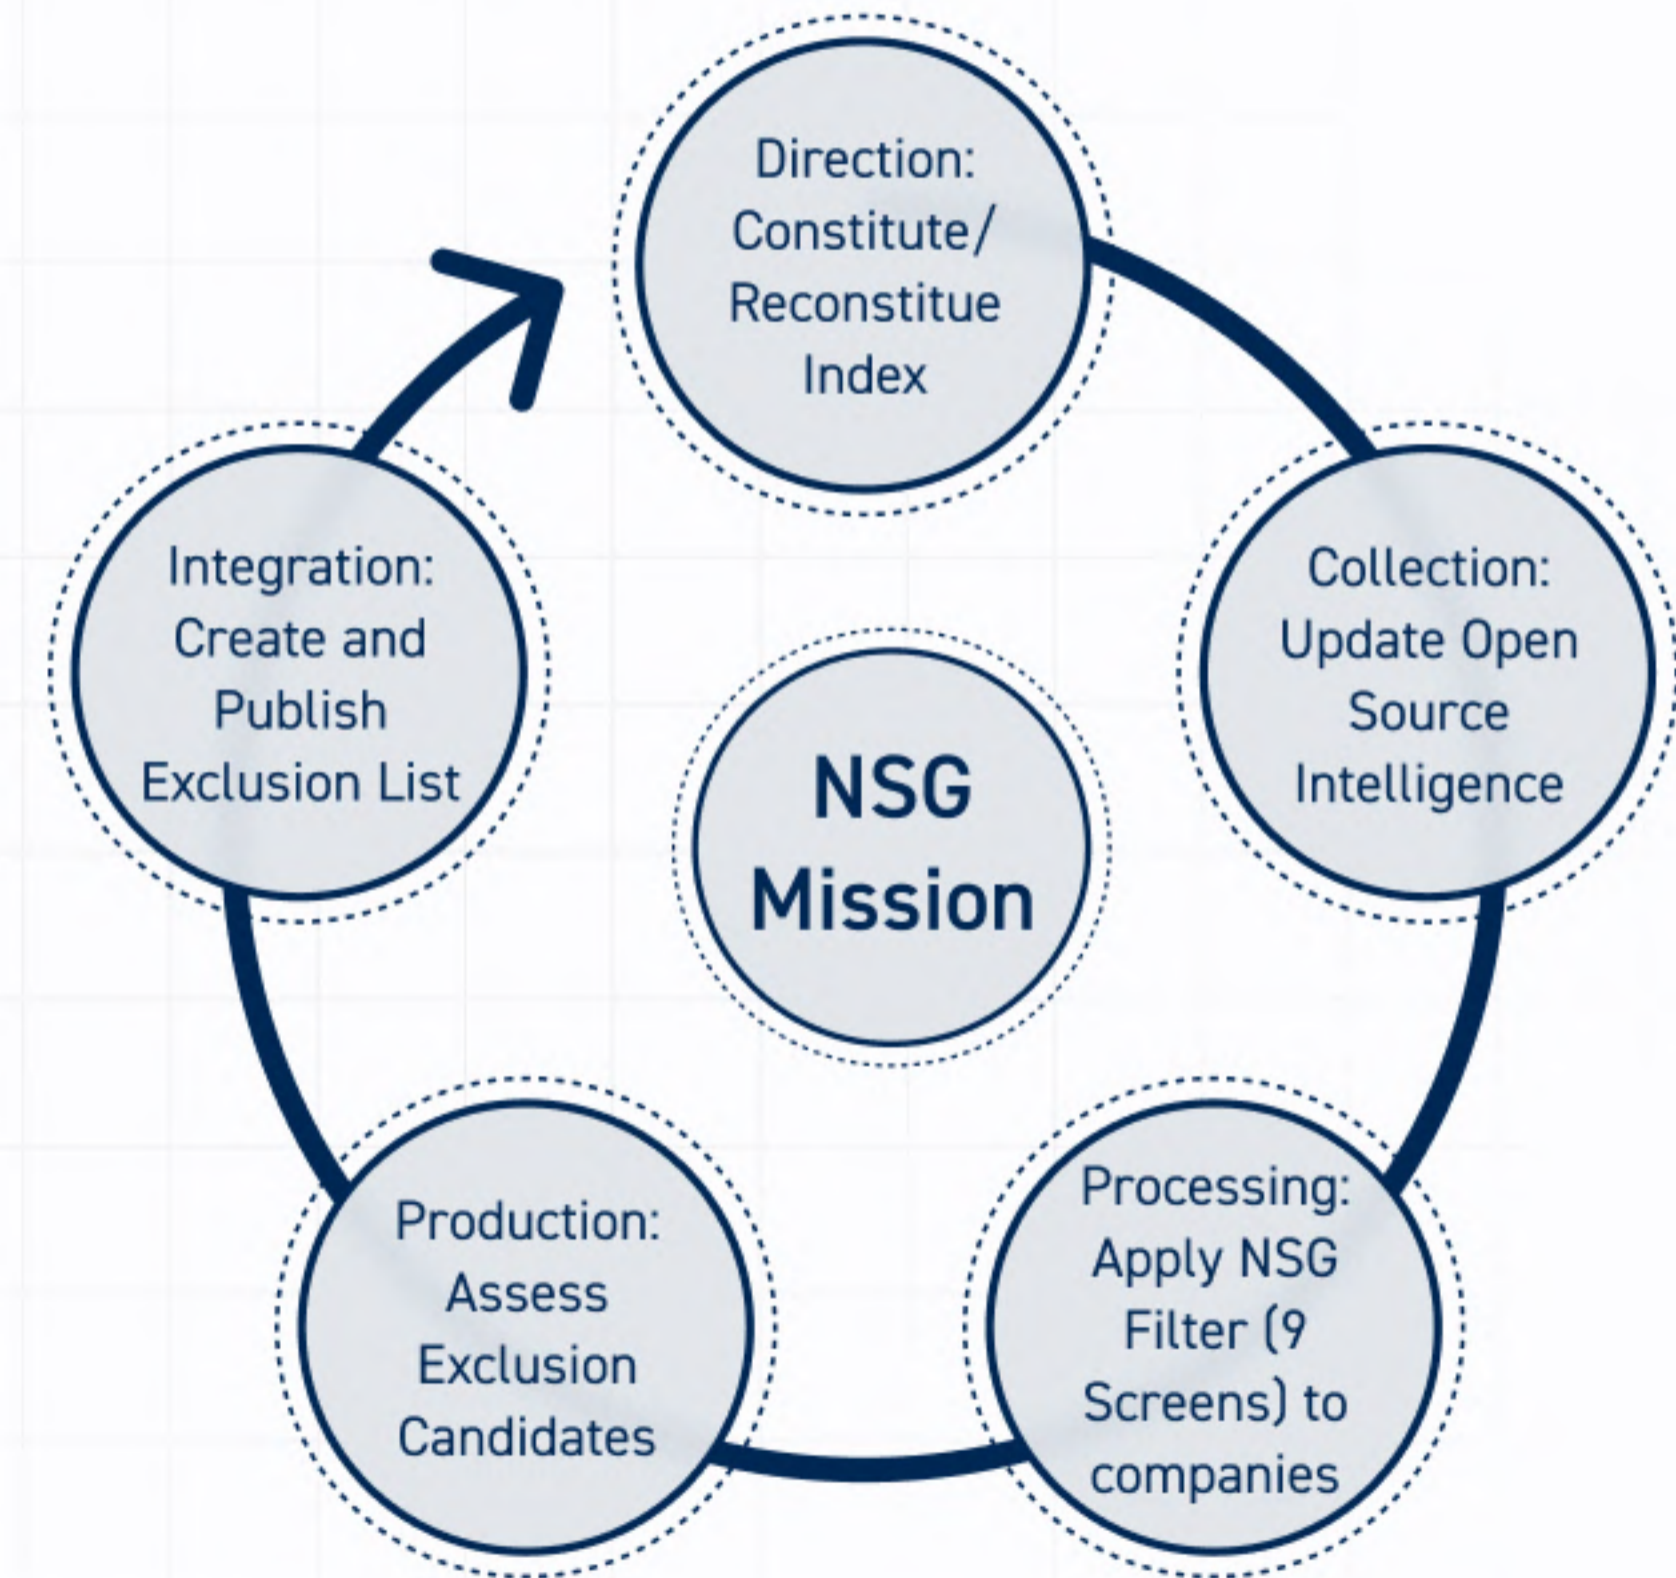 Direction:
Constitute/
Reconstitue
Index
Collection:
Update Open
Source
Intelligence
Processing:
Apply NSG
Filter (9
Screens) to
companies
Production:
Assess
Exclusion
Candidates
Integration:
Create and
Publish
Exclusion List
NSG
Mission